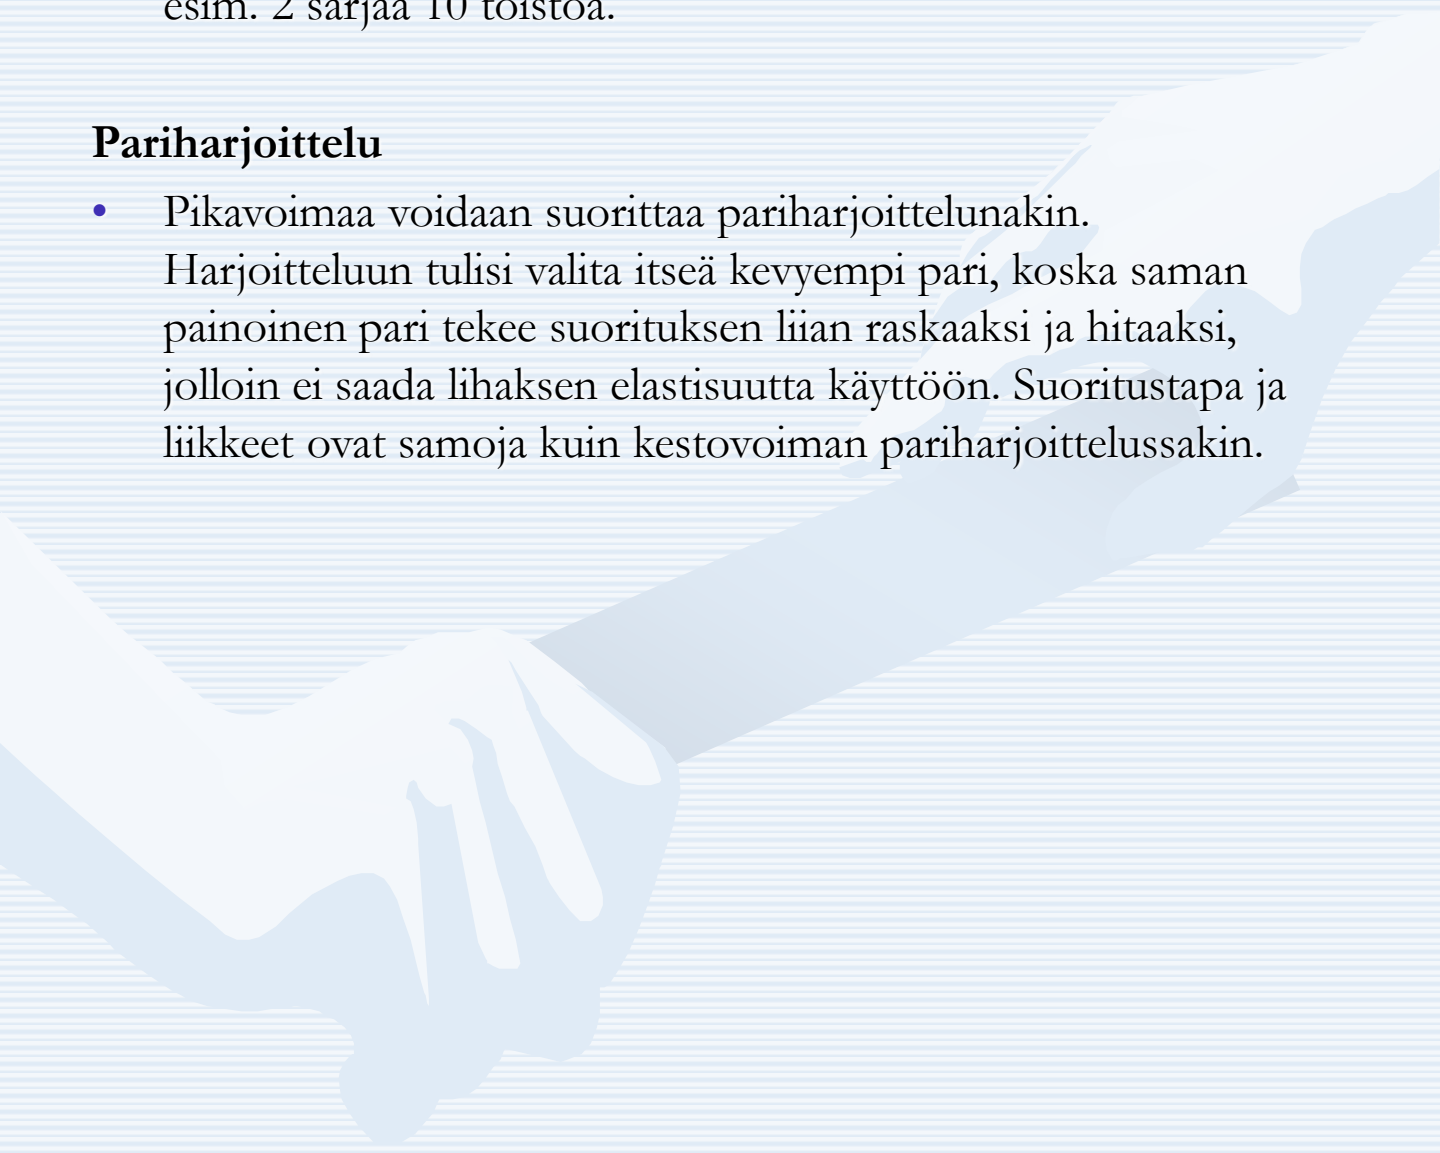 esim. 2 sarjaa 10 toistoa.
Pariharjoittelu
• Pikavoimaa voidaan suorittaa pariharjoittelunakin.
Harjoitteluun tulisi valita itseä kevyempi pari, koska saman
painoinen pari tekee suorituksen liian raskaaksi ja hitaaksi,
jolloin ei saada lihaksen elastisuutta käyttöön. Suoritustapa ja
liikkeet ovat samoja kuin kestovoiman pariharjoittelussakin.